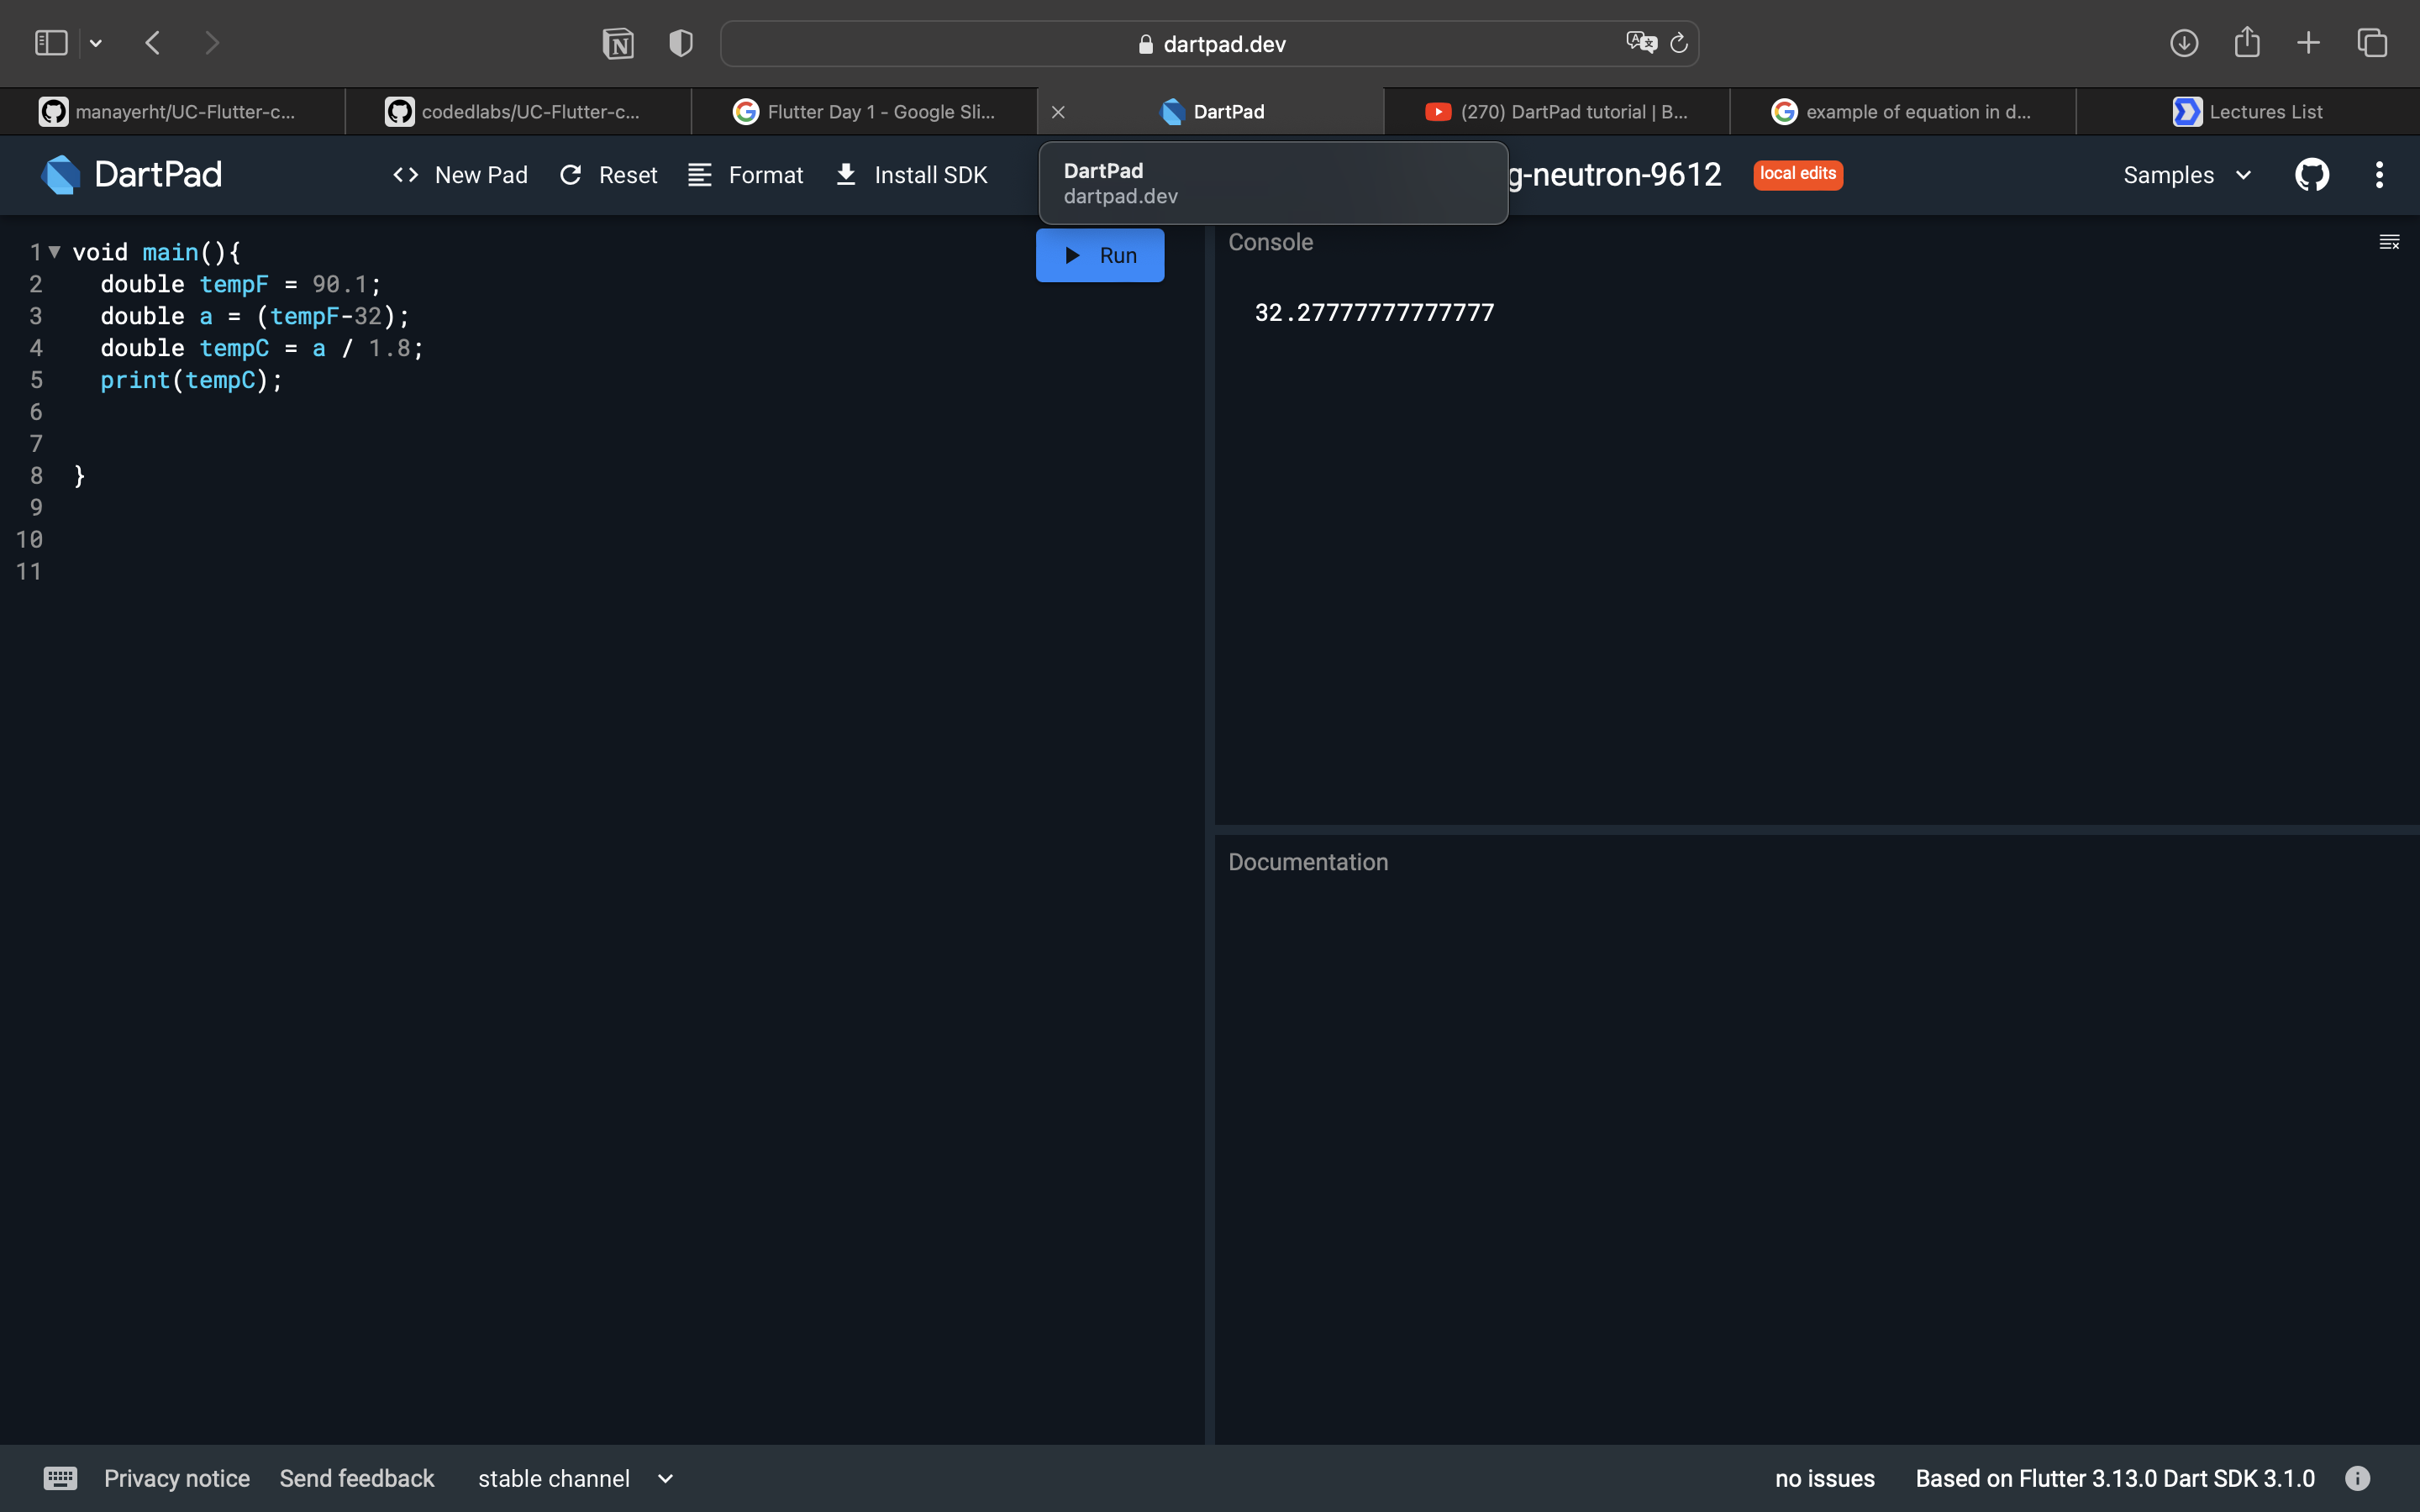 dartpad.dev
manayerht/UC-Flutter-c...
codedlabs/UC-Flutter-c...
Flutter Day 1 - Google Sli...
DartPad
(270) DartPad tutorial | B...
example of equation in d...
Lectures List
DartPad
New Pad
Reset
Format
Install SDK
DartPad
dartpad.dev
g-neutron-9612
local edits
Samples
Run
1 void main(){
2 double tempF = 90.1;
3 double a = (tempF-32);
4 double tempC = a / 1.8;
5 print(tempC);
6
7
8 }
9
10
11
Console
32.27777777777777
Documentation
Privacy notice
Send feedback
stable channel
no issues
Based on Flutter 3.13.0 Dart SDK 3.1.0